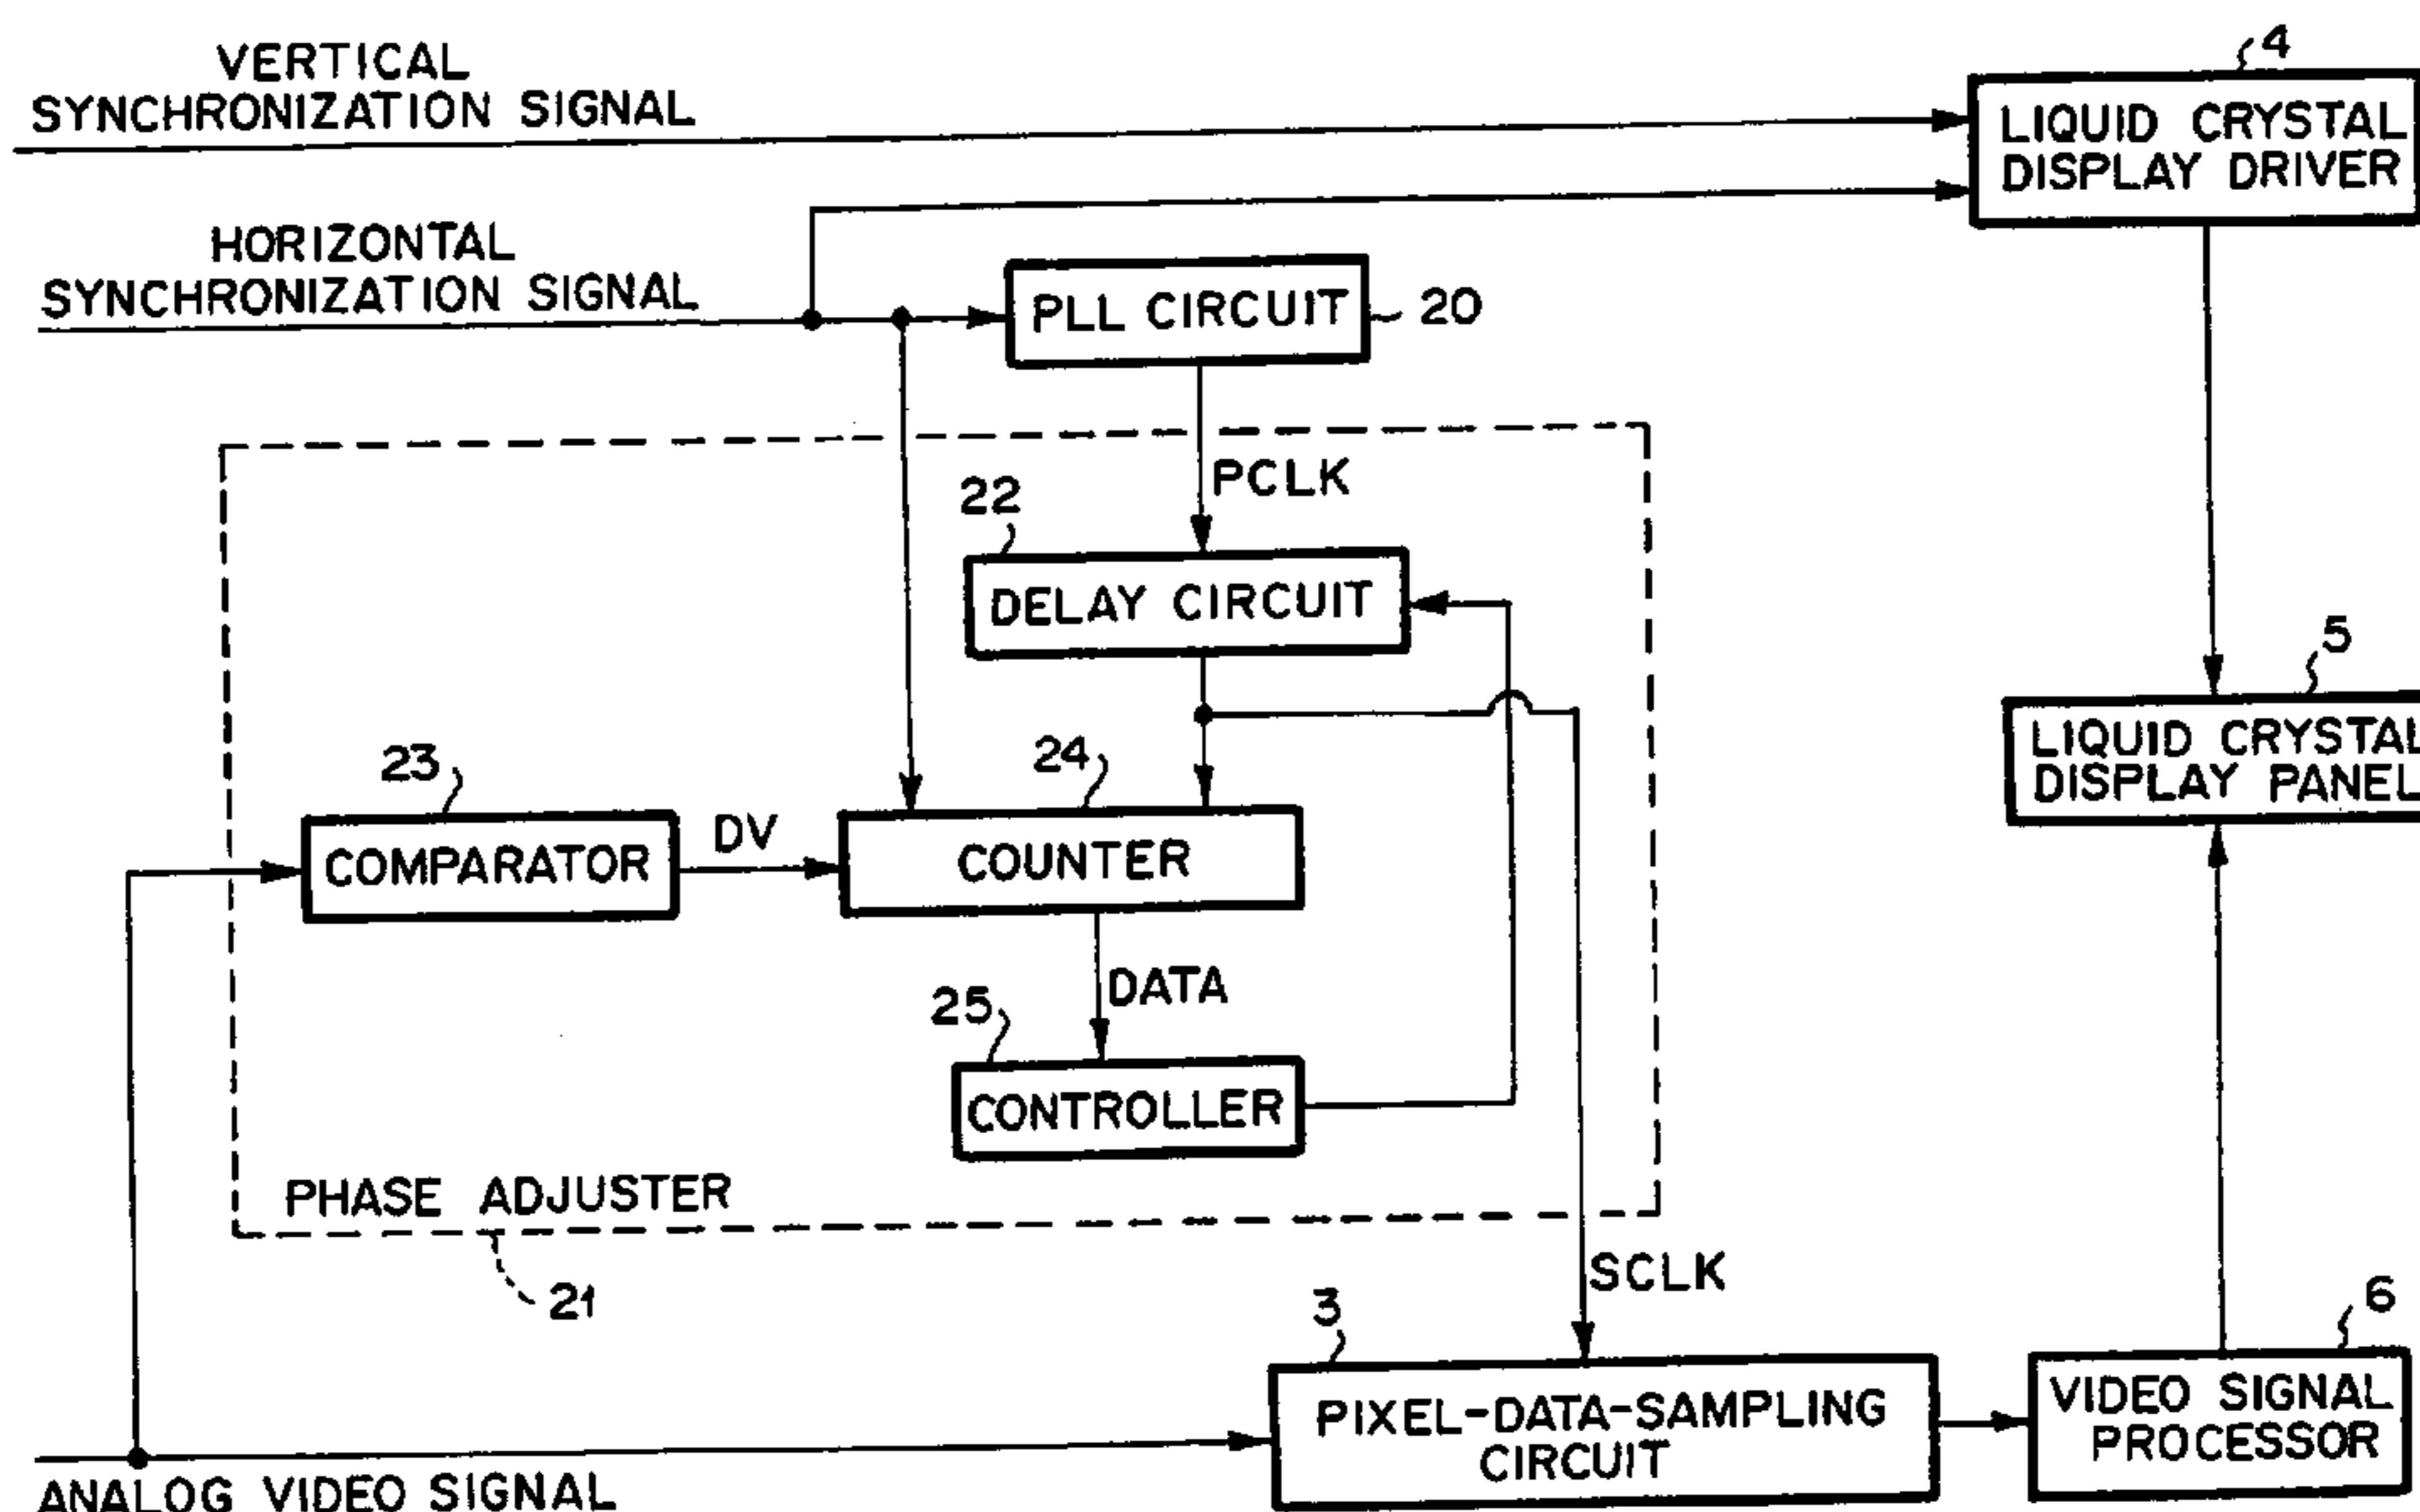 VERTICAL
SYNCHRONIZATION SIGNAL
4
LIQUID CRYSTAL
DISPLAY DRIVER
HORIZONTAL
SYNCHRONIZATION SIGNAL
PLL CIRCUIT
20
PCLK
22
DELAY CIRCUIT
5
LIQUID CRYSTAL
DISPLAY PANEL
23
24
COMPARATOR
DV
COUNTER
DATA
25
CONTROLLER
PHASE ADJUSTER
21
SCLK
3
6
PIXEL-DATA-SAMPLING
CIRCUIT
VIDEO SIGNAL
PROCESSOR
ANALOG VIDEO SIGNAL